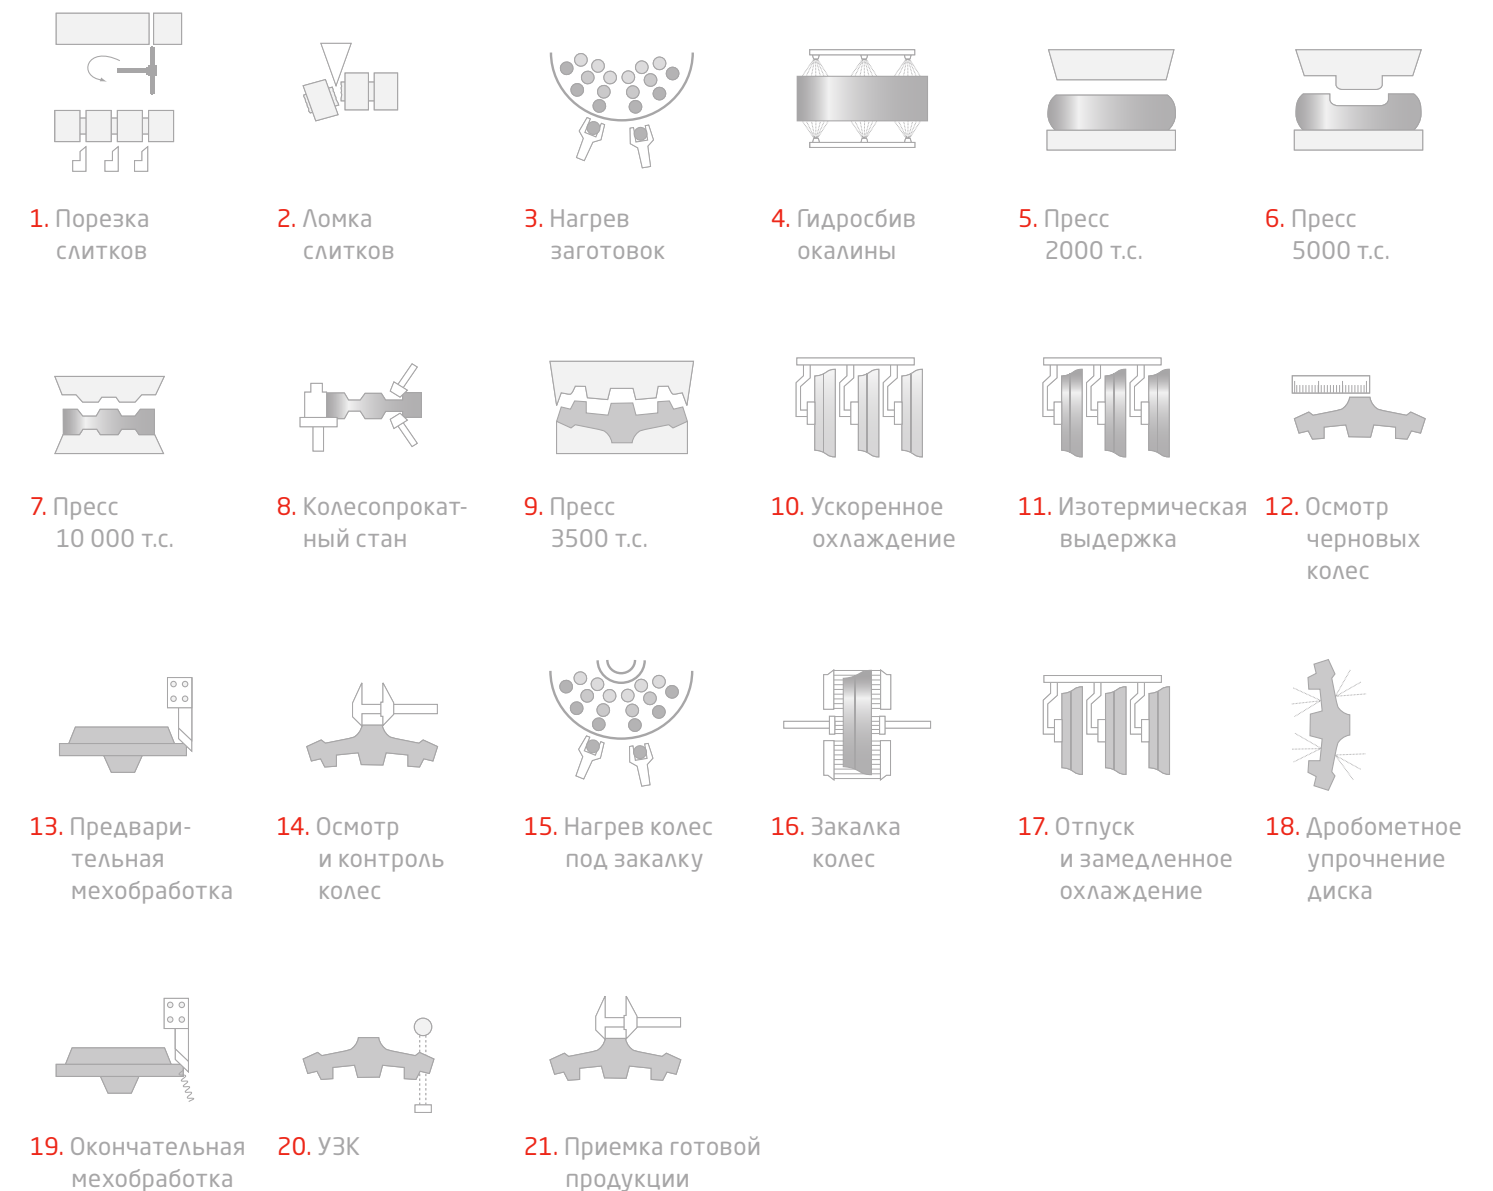 1. Порезка
слитков
2. Ломка
слитков
3. Нагрев
заготовок
4. Гидросбив
окалины
5. Пресс
2000 т.с.
6. Пресс
5000 т.с.
7. Пресс
10 000 т.с.
8. Колесопрокат-
ный стан
9. Пресс
3500 т.с.
10. Ускоренное
охлаждение
11. Изотермическая
выдержка
12. Осмотр
черновых
колес
13. Предвари-
тельная
мехобработка
14. Осмотр
и контроль
колес
15. Нагрев колес
под закалку
16. Закалка
колес
17. Отпуск
и замедленное
охлаждение
18. Дробометное
упрочнение
диска
19. Окончательная
мехобработка
20. УЗК
21. Приемка готовой
продукции